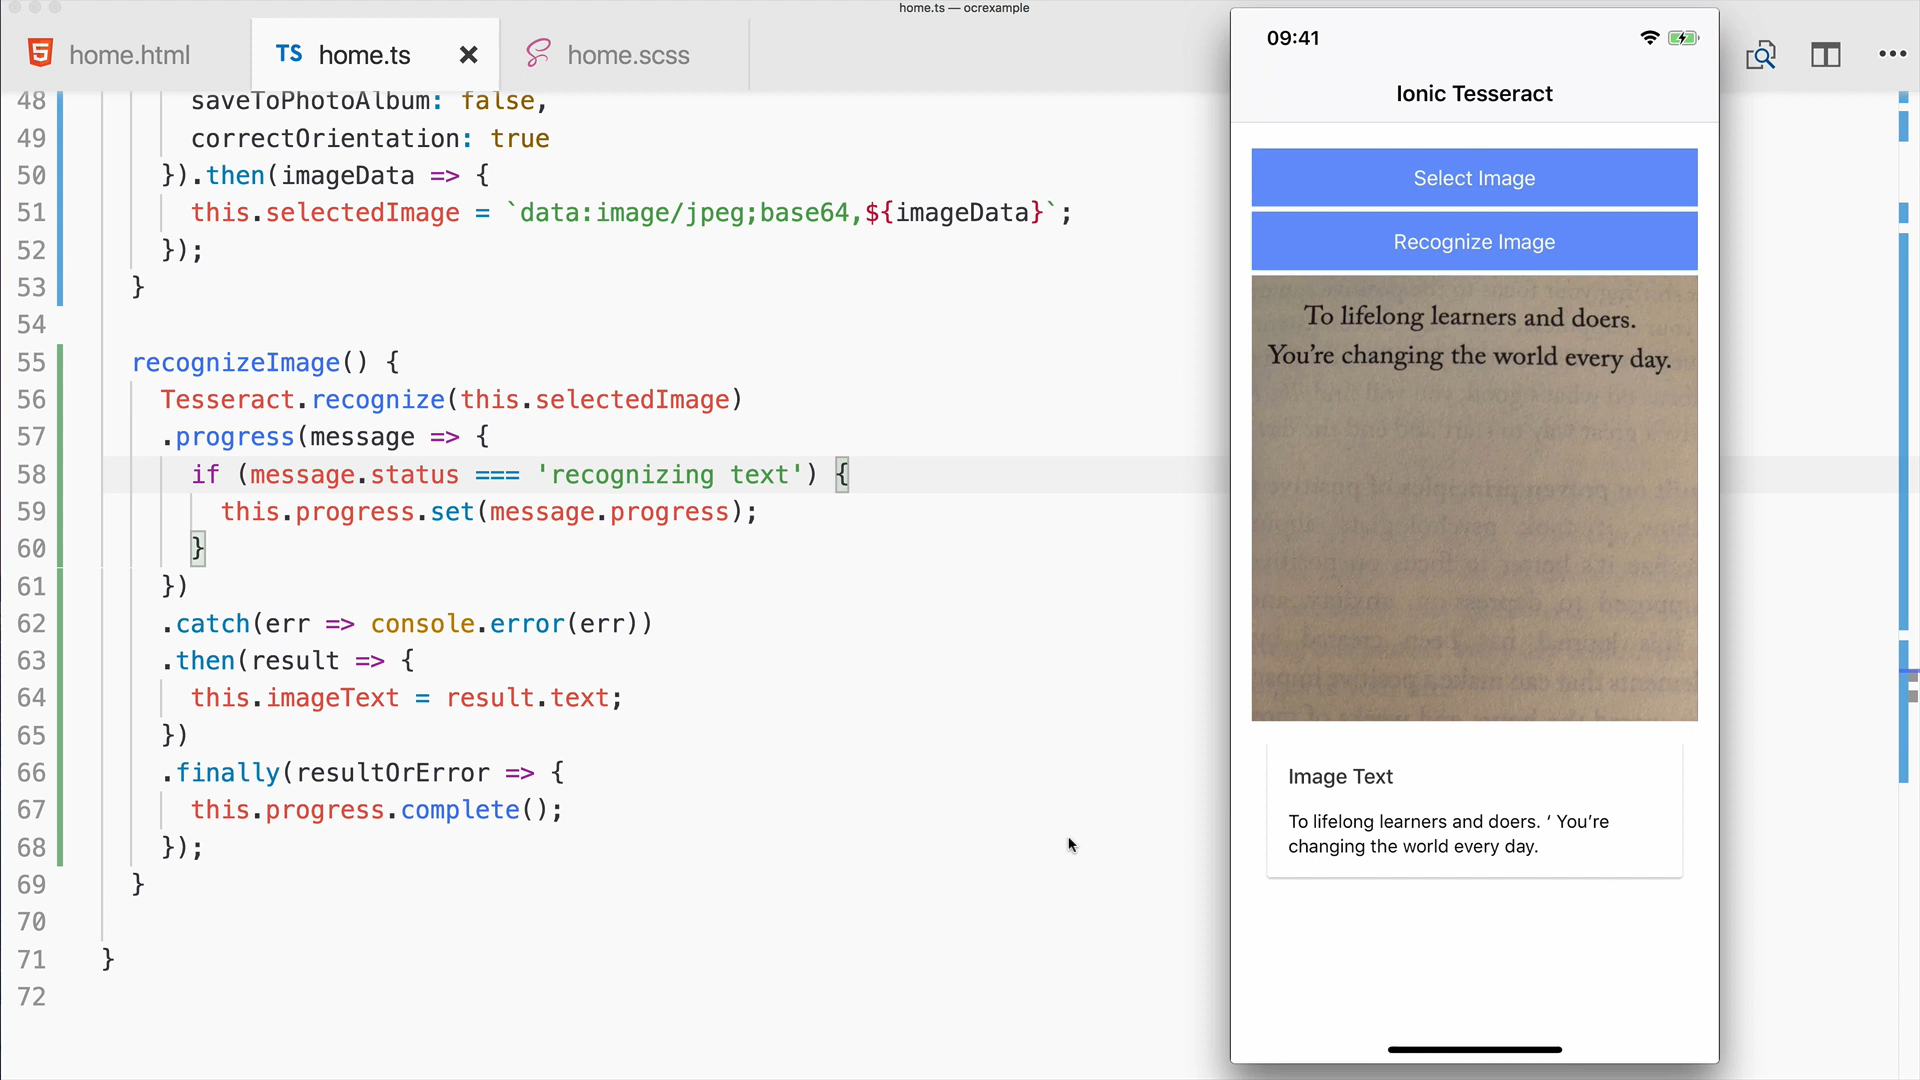 home.ts — ocrexample
home.html
TS home.ts
home.scss
48 saveToPhotoAlbum: false,
49 correctOrientation: true
50 }).then(imageData => {
51 this.selectedImage = `data:image/jpeg;base64,${imageData}`;
52 });
53 }
54
55 recognizeImage() {
56 Tesseract.recognize(this.selectedImage)
57 .progress(message => {
58 if (message.status === 'recognizing text') {
59 this.progress.set(message.progress);
60 }
61 })
62 .catch(err => console.error(err))
63 .then(result => {
64 this.imageText = result.text;
65 })
66 .finally(resultOrError => {
67 this.progress.complete();
68 });
69 }
70
71 }
72
09:41
Ionic Tesseract
Select Image
Recognize Image
To lifelong learners and doers.
You’re changing the world every day.
Image Text
To lifelong learners and doers. ‘ You’re
changing the world every day.